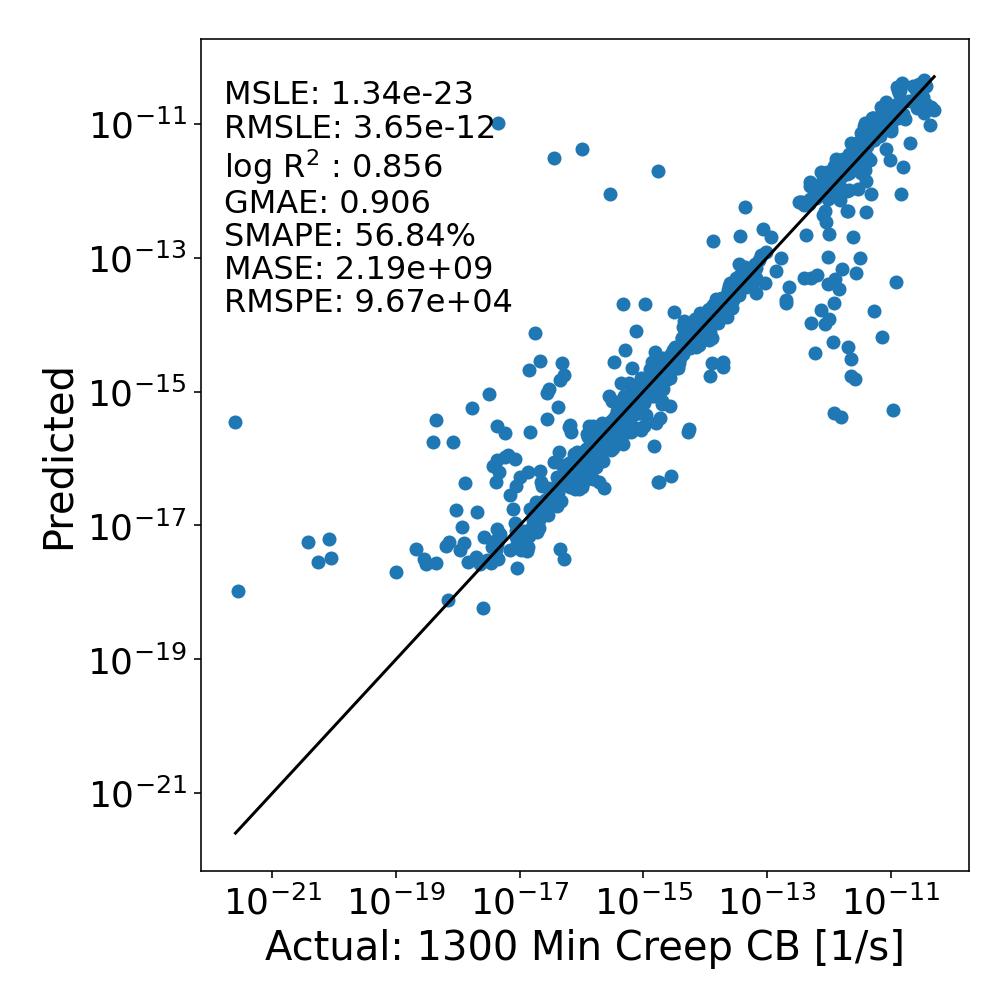 MSLE: 1.34e-23
RMSLE: 3.65e-12
log R² : 0.856
GMAE: 0.906
SMAPE: 56.84%
MASE: 2.19e+09
RMSPE: 9.67e+04
Predicted
10⁻¹¹
10⁻¹³
10⁻¹⁵
10⁻¹⁷
10⁻¹⁹
10⁻²¹
10⁻²¹ 10⁻¹⁹ 10⁻¹⁷ 10⁻¹⁵ 10⁻¹³ 10⁻¹¹
Actual: 1300 Min Creep CB [1/s]